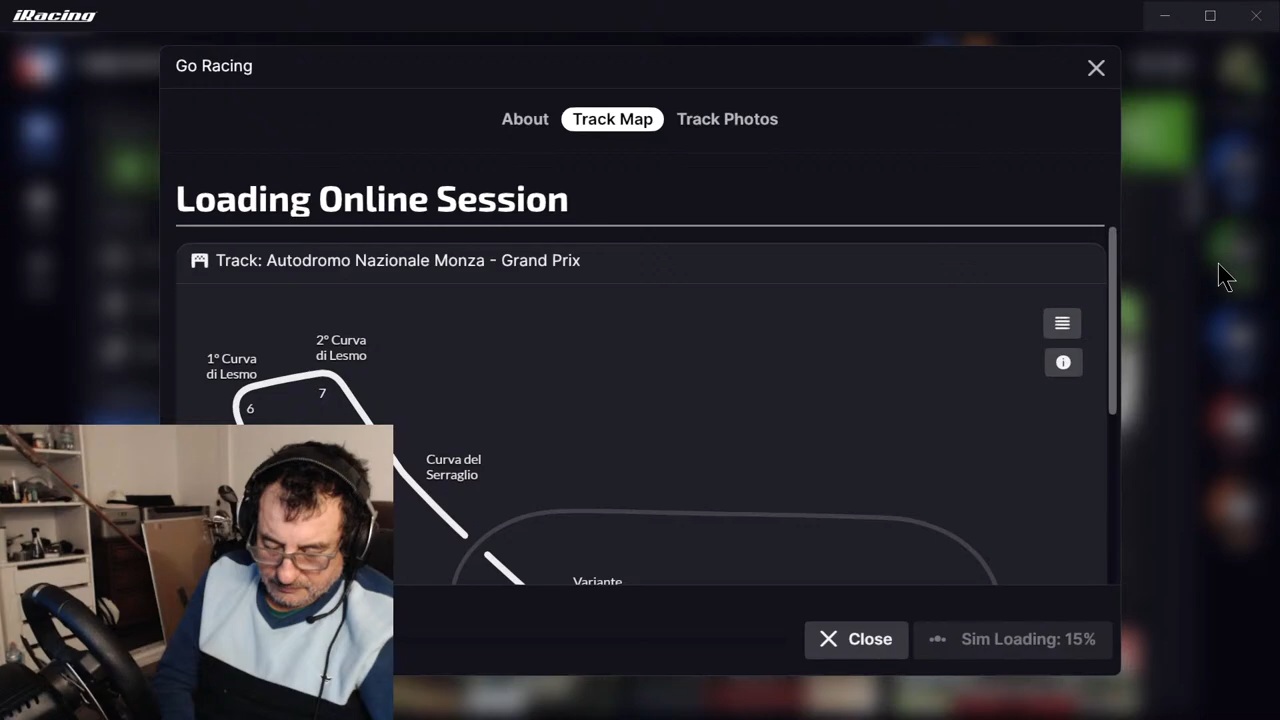 iRacing
Go Racing
About
Track Map
Track Photos
Loading Online Session
Track: Autodromo Nazionale Monza - Grand Prix
2° Curva
di Lesmo
1° Curva
di Lesmo
7
6
Curva del
Serraglio
Variante
Close
Sim Loading: 15%